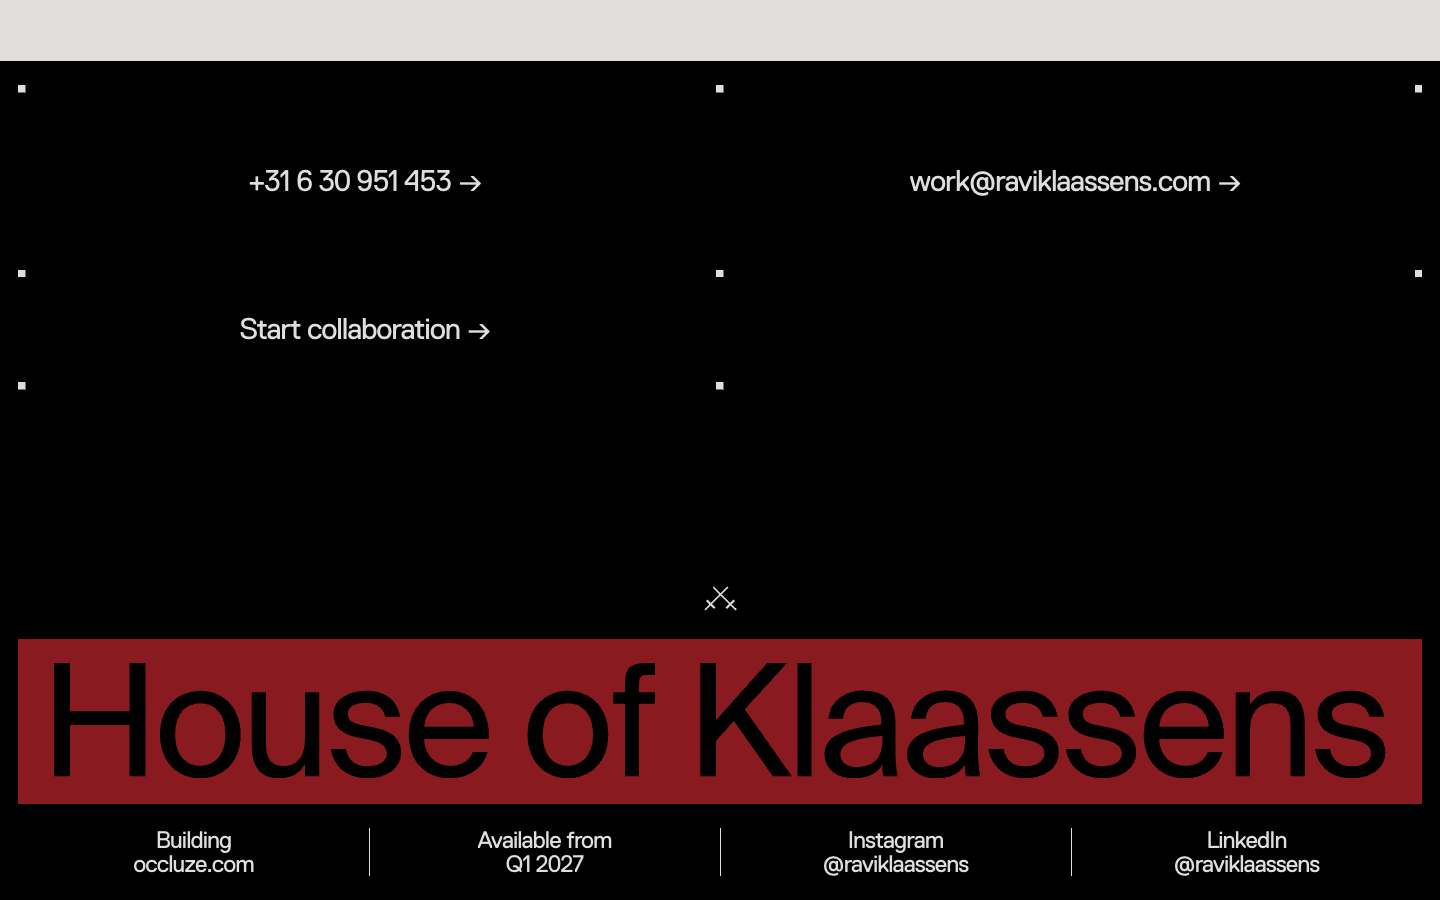 +31 6 30 951 453 →
work@raviklaassens.com →
Start collaboration →
House of Klaassens
Building
occluze.com
Available from
Q1 2027
Instagram
@raviklaassens
LinkedIn
@raviklaassens